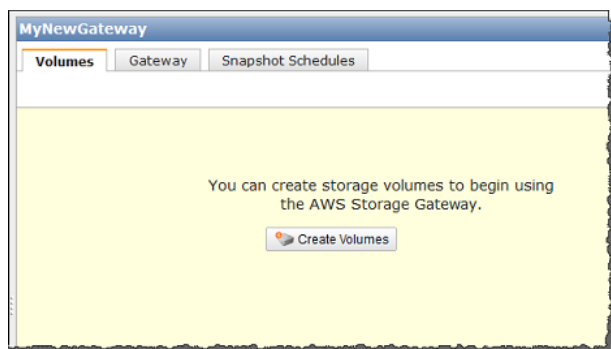 MyNewGateway
Volumes Gateway Snapshot Schedules
You can create storage volumes to begin using
the AWS Storage Gateway.
Create Volumes